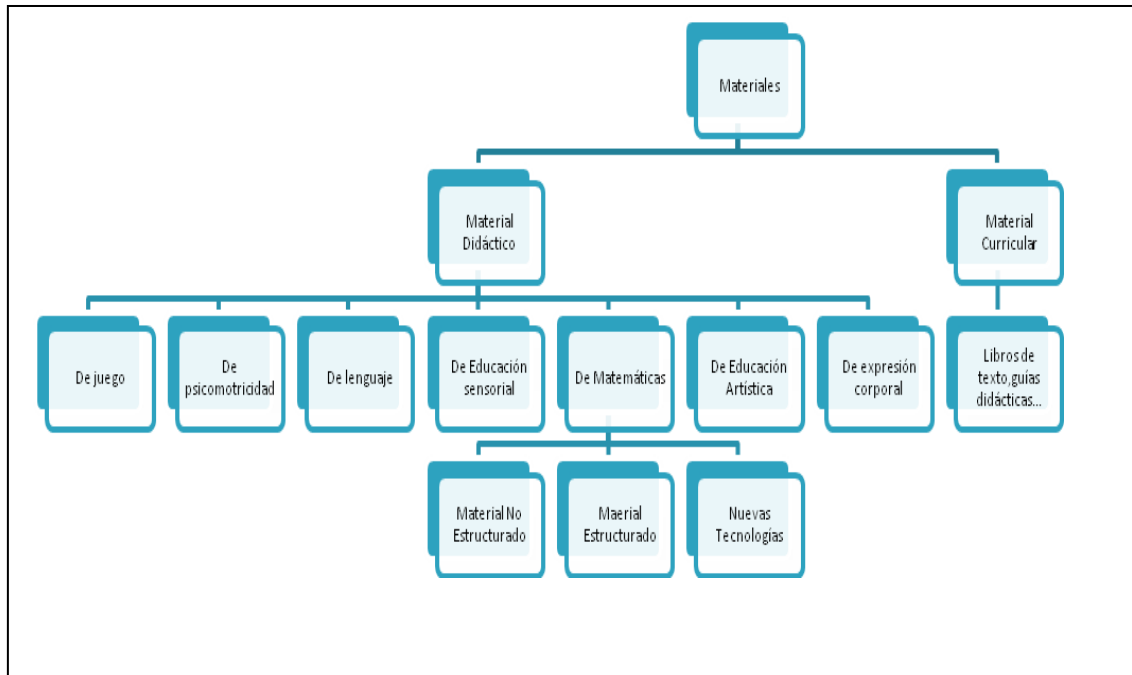 Materiales
Material
Didáctico
Material
Curricular
De juego
De
psicomotricidad
De lenguaje
De Educación
sensorial
De Matemáticas
De Educación
Artística
De expresión
corporal
Libros de
texto,guías
didácticas...
Material No
Estructurado
Maerial
Estructurado
Nuevas
Tecnologías